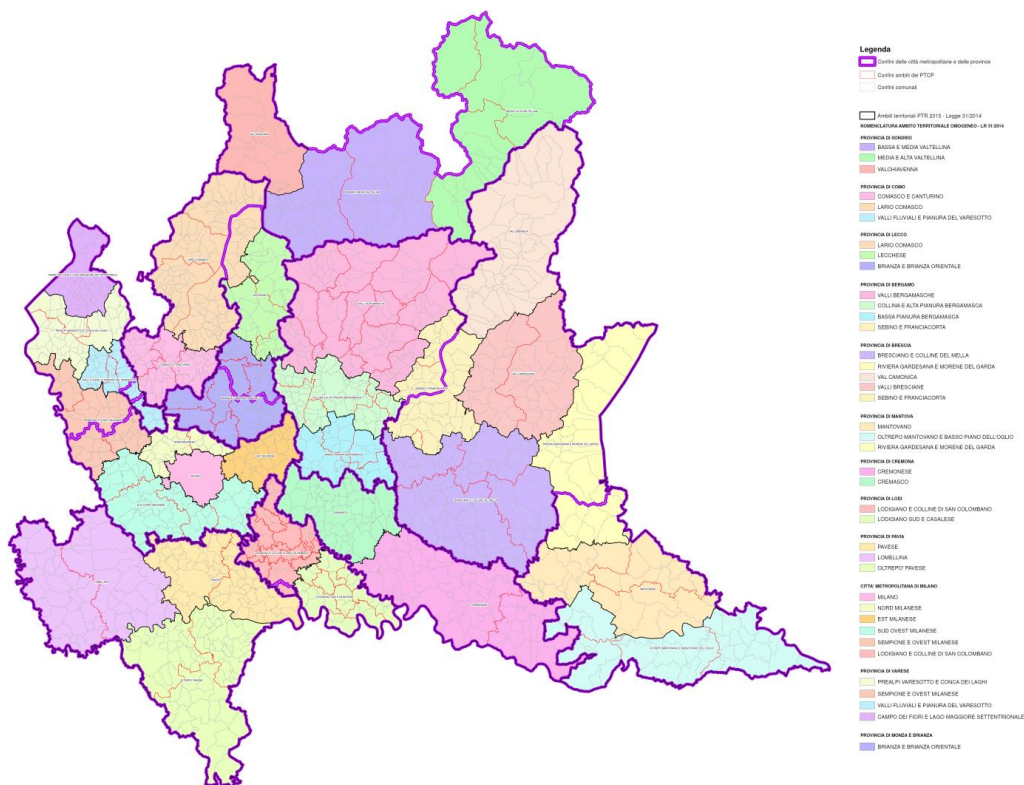 Legenda
Confini delle città metropolitane e delle province
Confini ambiti dei PTCP
Confini comunali
Ambiti territoriali PTR 2015 - Legge 31/2014
NOMENCLATURA AMBITO TERRITORIALE OMOGENEO - LR 31 2014
PROVINCIA DI SONDRIO
BASSA E MEDIA VALTELLINA
MEDIA E ALTA VALTELLINA
VALCHIAVENNA
PROVINCIA DI COMO
COMASCO E CANTURINO
LARIO COMASCO
VALLI FLUVIALI E PIANURA DEL VARESOTTO
PROVINCIA DI LECCO
LARIO COMASCO
LECCHESE
BRIANZA E BRIANZA ORIENTALE
PROVINCIA DI BERGAMO
VALLI BERGAMASCHE
COLLINA E ALTA PIANURA BERGAMASCA
BASSA PIANURA BERGAMASCA
SEBINO E FRANCIACORTA
PROVINCIA DI BRESCIA
BRESCIANO E COLLINE DEL MELLA
RIVIERA GARDESANA E MORENE DEL GARDA
VAL CAMONICA
VALLI BRESCIANE
SEBINO E FRANCIACORTA
PROVINCIA DI MANTOVA
MANTOVANO
OLTREPO MANTOVANO E BASSO PIANO DELL'OGLIO
RIVIERA GARDESANA E MORENE DEL GARDA
PROVINCIA DI CREMONA
CREMONESE
CREMASCO
PROVINCIA DI LODI
LODIGIANO E COLLINE DI SAN COLOMBANO
LODIGIANO SUD E CASALESE
PROVINCIA DI PAVIA
PAVESE
LOMELLINA
OLTREPO' PAVESE
CITTA' METROPOLITANA DI MILANO
MILANO
NORD MILANESE
EST MILANESE
SUD OVEST MILANESE
SEMPIONE E OVEST MILANESE
LODIGIANO E COLLINE DI SAN COLOMBANO
PROVINCIA DI VARESE
PREALPI VARESOTTO E CONCA DEI LAGHI
SEMPIONE E OVEST MILANESE
VALLI FLUVIALI E PIANURA DEL VARESOTTO
CAMPO DEI FIORI E LAGO MAGGIORE SETTENTRIONALE
PROVINCIA DI MONZA E BRIANZA
BRIANZA E BRIANZA ORIENTALE